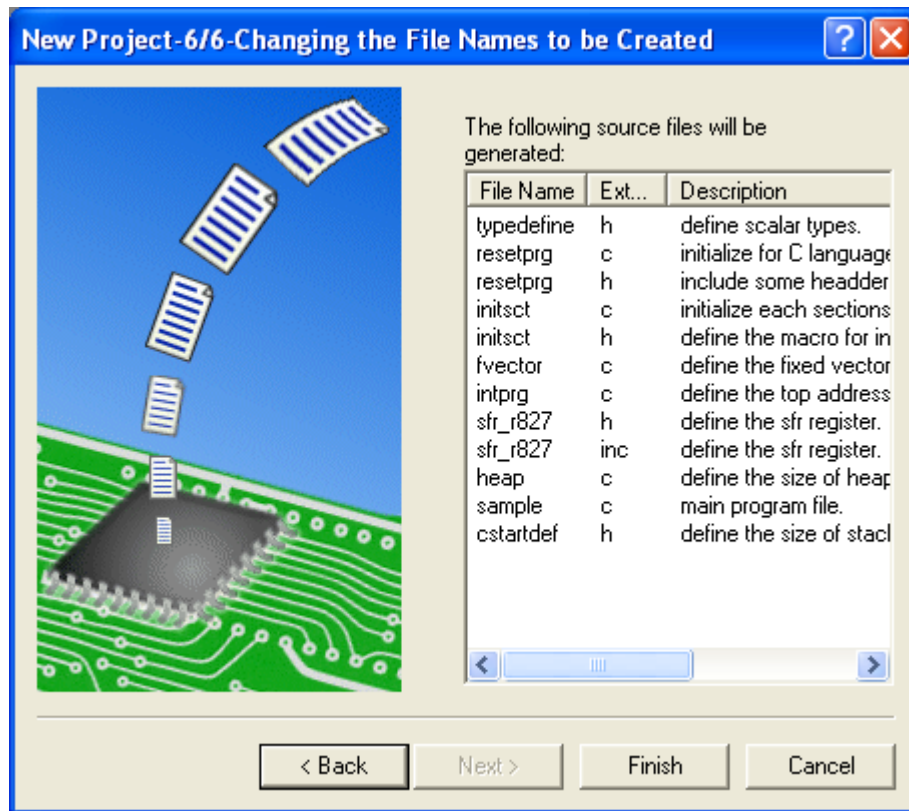 New Project-6/6-Changing the File Names to be Created
The following source files will be
generated:
File Name Ext... Description
typedefine h define scalar types.
resetprg c initialize for C language
resetprg h include some headder
initsct c initialize each sections
initsct h define the macro for in
fvector c define the fixed vector
intprg c define the top address
sfr_r827 h define the sfr register.
sfr_r827 inc define the sfr register.
heap c define the size of heap
sample c main program file.
cstartdef h define the size of stack
< Back Next > Finish Cancel